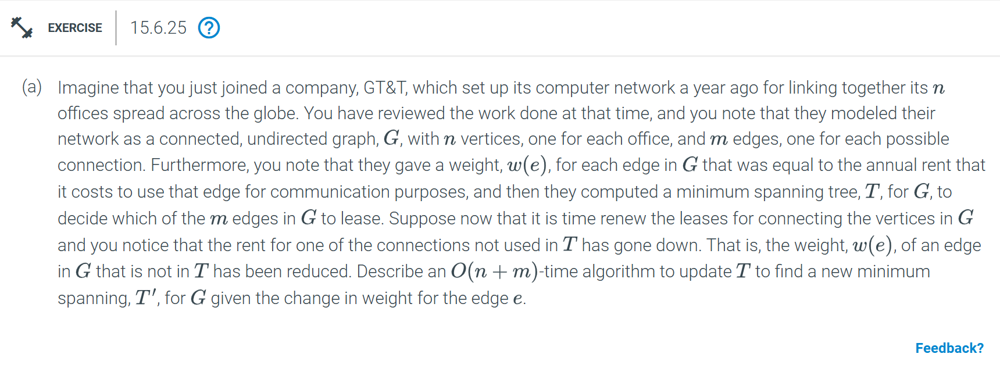 EXERCISE 15.6.25 ?
(a) Imagine that you just joined a company, GT&T, which set up its computer network a year ago for linking together its n
offices spread across the globe. You have reviewed the work done at that time, and you note that they modeled their
network as a connected, undirected graph, G, with n vertices, one for each office, and m edges, one for each possible
connection. Furthermore, you note that they gave a weight, w(e), for each edge in G that was equal to the annual rent that
it costs to use that edge for communication purposes, and then they computed a minimum spanning tree, T, for G, to
decide which of the m edges in G to lease. Suppose now that it is time renew the leases for connecting the vertices in G
and you notice that the rent for one of the connections not used in T has gone down. That is, the weight, w(e), of an edge
in G that is not in T has been reduced. Describe an O(n + m)-time algorithm to update T to find a new minimum
spanning, T′, for G given the change in weight for the edge e.
Feedback?